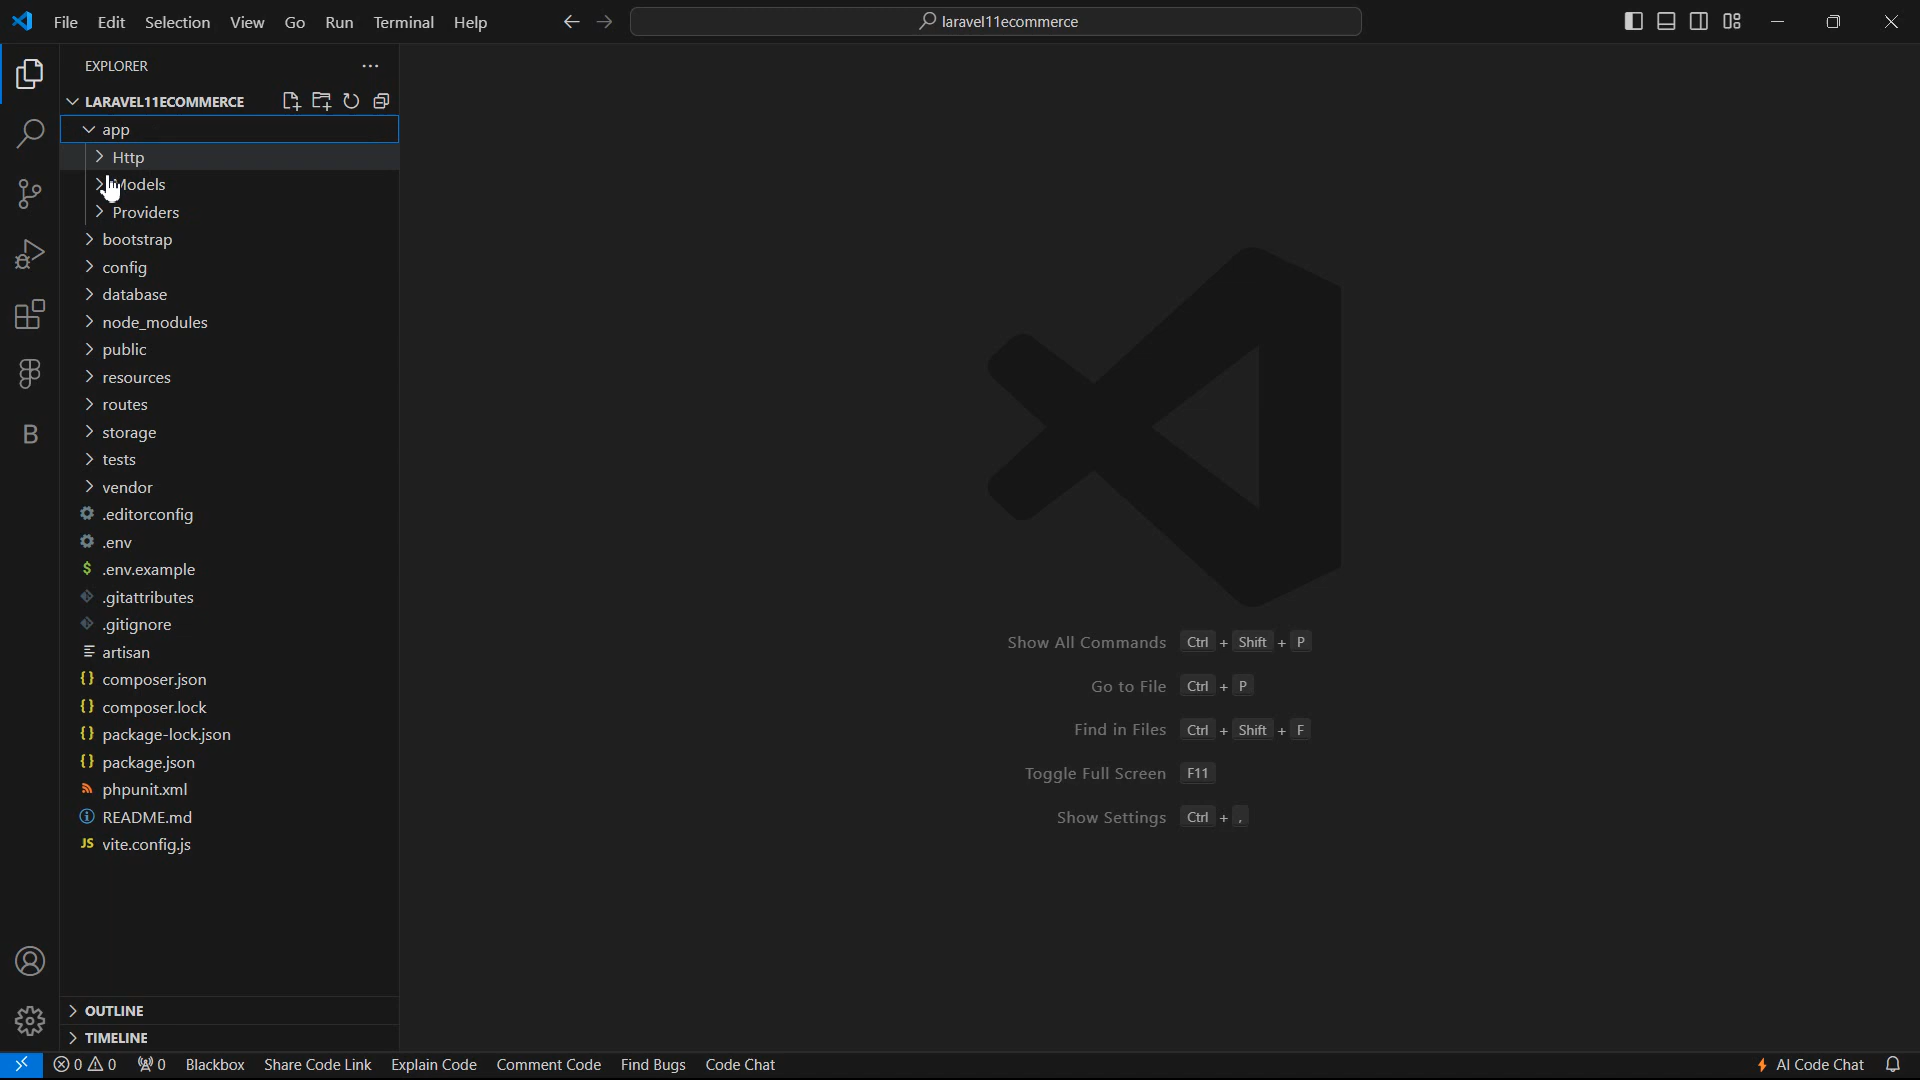 File Edit Selection View Go Run Terminal Help
laravel11ecommerce
EXPLORER
LARAVEL11ECOMMERCE
app
Http
Models
Providers
bootstrap
config
database
node_modules
public
resources
routes
storage
tests
vendor
.editorconfig
.env
$ .env.example
.gitattributes
.gitignore
artisan
{} composer.json
{} composer.lock
{} package-lock.json
{} package.json
phpunit.xml
README.md
JS vite.config.js
B
Show All Commands Ctrl + Shift + P
Go to File Ctrl + P
Find in Files Ctrl + Shift + F
Toggle Full Screen F11
Show Settings Ctrl + ,
OUTLINE
TIMELINE
0 0 0 Blackbox Share Code Link Explain Code Comment Code Find Bugs Code Chat AI Code Chat